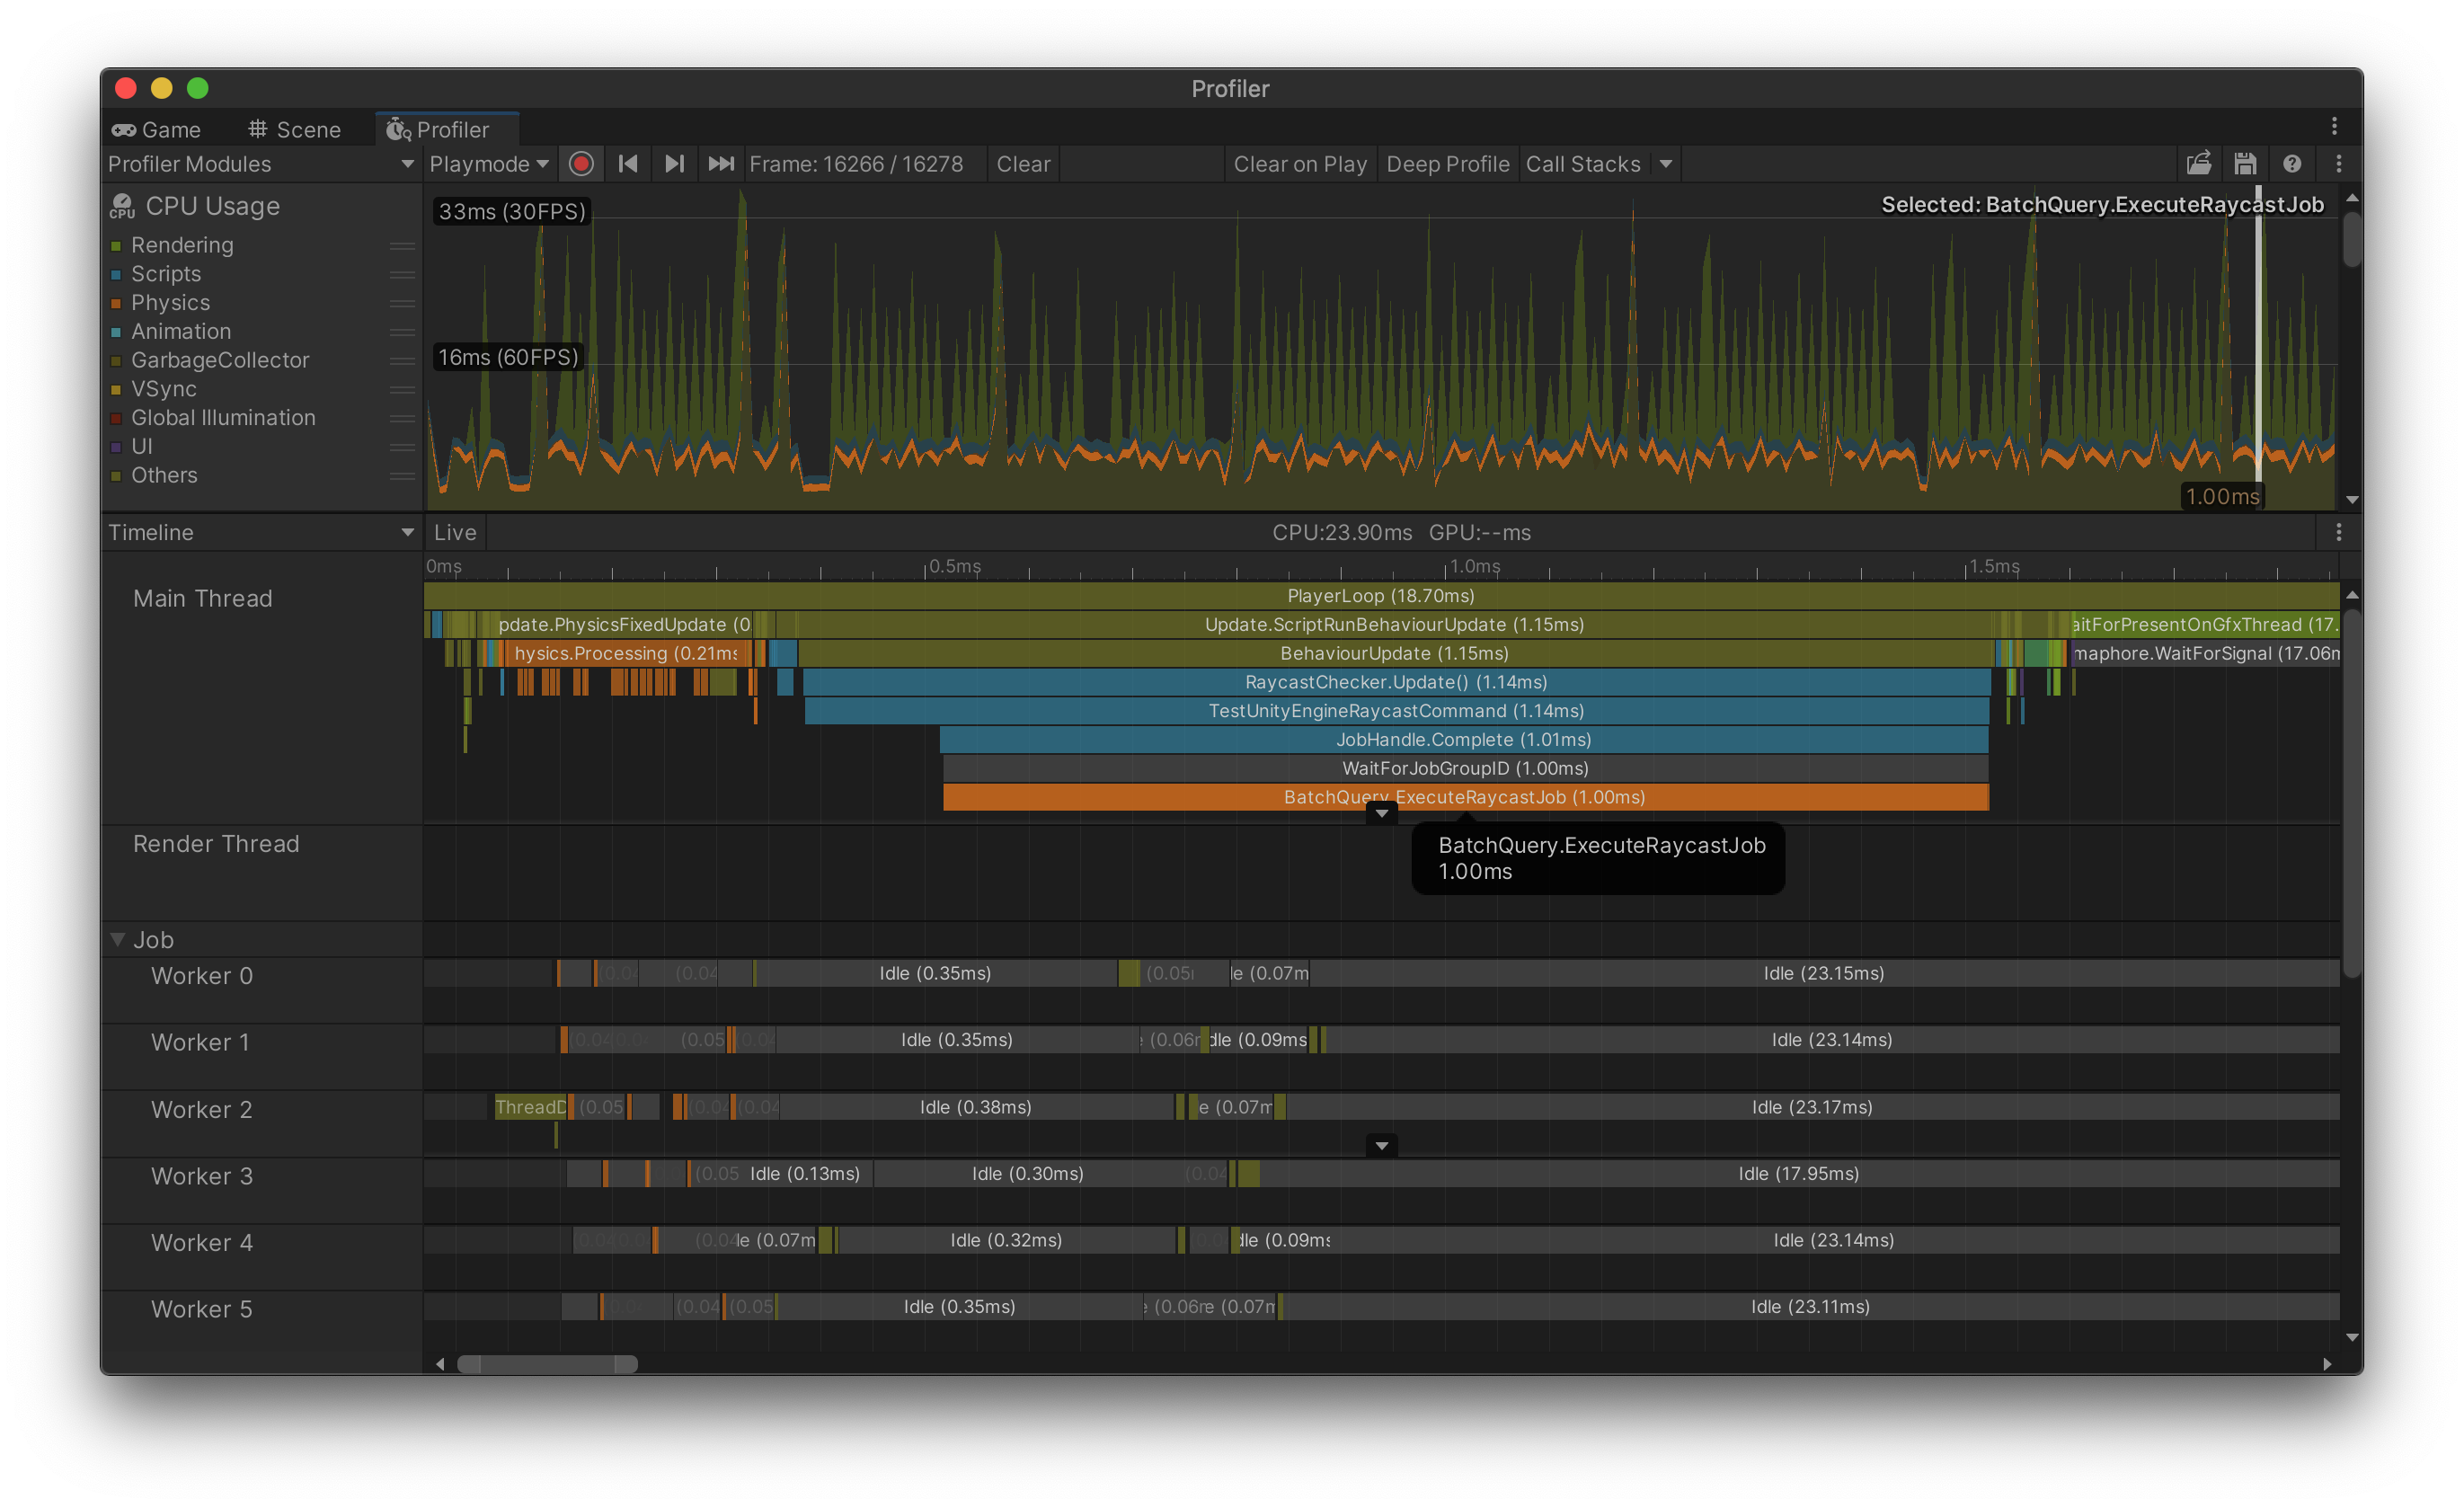 Profiler
Game Scene Profiler
Profiler Modules Playmode Frame: 16266 / 16278 Clear Clear on Play Deep Profile Call Stacks
CPU Usage
Rendering
Scripts
Physics
Animation
GarbageCollector
VSync
Global Illumination
UI
Others
33ms (30FPS)
Selected: BatchQuery.ExecuteRaycastJob
16ms (60FPS)
1.00ms
Timeline Live CPU:23.90ms GPU:--ms
0ms 0.5ms 1.0ms 1.5ms
Main Thread
PlayerLoop (18.70ms)
pdate.PhysicsFixedUpdate (0 Update.ScriptRunBehaviourUpdate (1.15ms) aitForPresentOnGfxThread (17.
hysics.Processing (0.21ms BehaviourUpdate (1.15ms) maphore.WaitForSignal (17.06m
RaycastChecker.Update() (1.14ms)
TestUnityEngineRaycastCommand (1.14ms)
JobHandle.Complete (1.01ms)
WaitForJobGroupID (1.00ms)
BatchQuery.ExecuteRaycastJob (1.00ms)
BatchQuery.ExecuteRaycastJob
1.00ms
Render Thread
Job
Worker 0 (0.04 (0.04 Idle (0.35ms) (0.05 le (0.07m Idle (23.15ms)
Worker 1 (0.04 (0.05 Idle (0.35ms) (0.06 dle (0.09ms Idle (23.14ms)
Worker 2 ThreadD (0.05 (0.04 (0.04 Idle (0.38ms) e (0.07m Idle (23.17ms)
Worker 3 (0.05 Idle (0.13ms) Idle (0.30ms) (0.04 Idle (17.95ms)
Worker 4 (0.04 le (0.07m Idle (0.32ms) dle (0.09ms Idle (23.14ms)
Worker 5 (0.04 (0.05 Idle (0.35ms) (0.06 e (0.07m Idle (23.11ms)